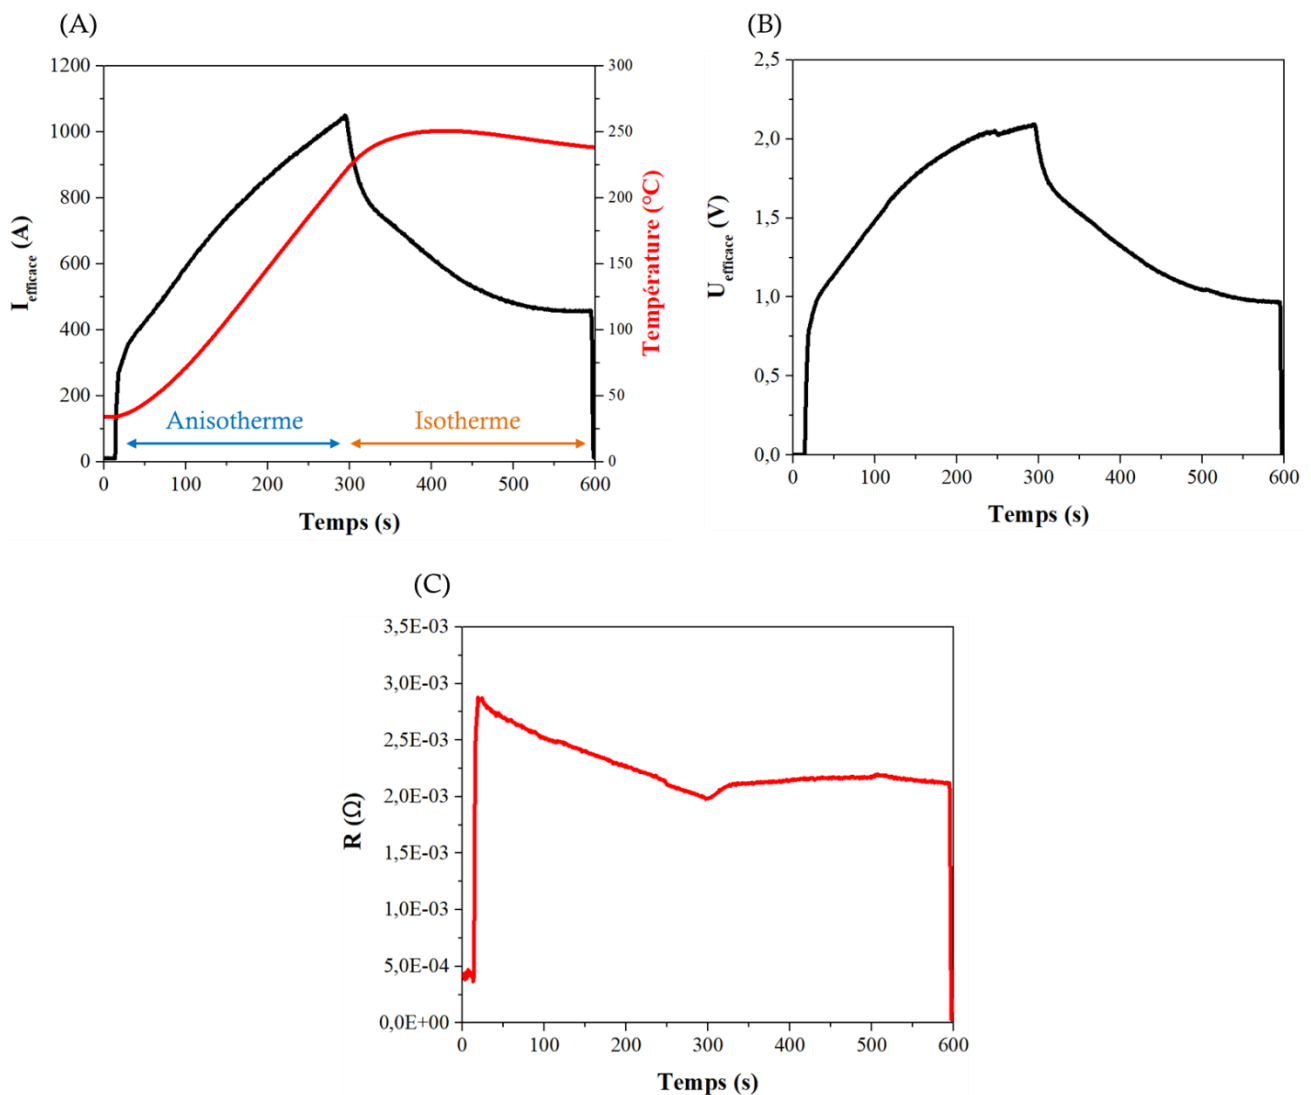 (A)
1200
1000
800
600
400
200
0
I efficace (A)
300
250
200
150
100
50
0
Température (°C)
Anisotherme
Isotherme
0 100 200 300 400 500 600
Temps (s)
(B)
2,5
2,0
1,5
1,0
0,5
0,0
U efficace (V)
0 100 200 300 400 500 600
Temps (s)
(C)
3,5E-03
3,0E-03
2,5E-03
2,0E-03
1,5E-03
1,0E-03
5,0E-04
0,0E+00
R (Ω)
0 100 200 300 400 500 600
Temps (s)